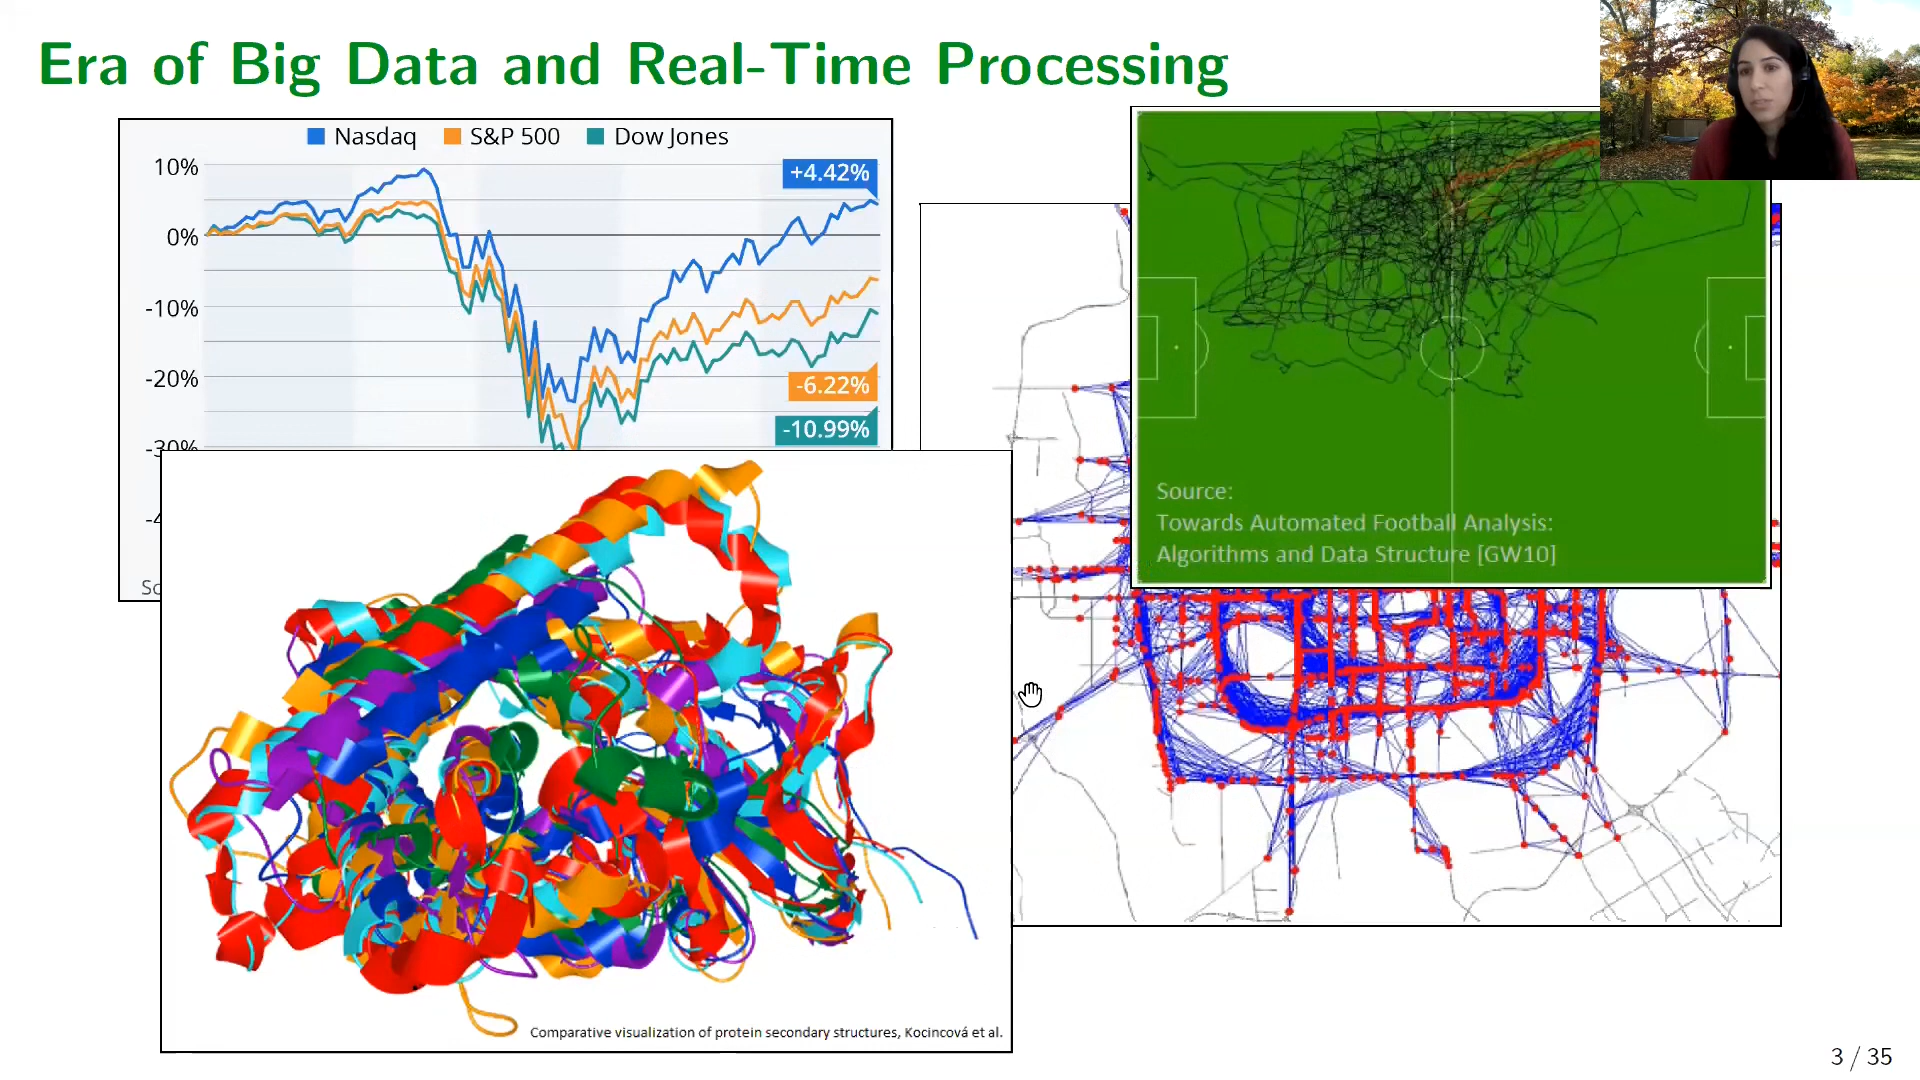 Era of Big Data and Real-Time Processing
Nasdaq S&P 500 Dow Jones
10%
+4.42%
0%
-10%
-20%
-6.22%
-10.99%
-30%
Source:
Towards Automated Football Analysis:
Algorithms and Data Structure [GW10]
Comparative visualization of protein secondary structures, Kocincová et al.
3 / 35